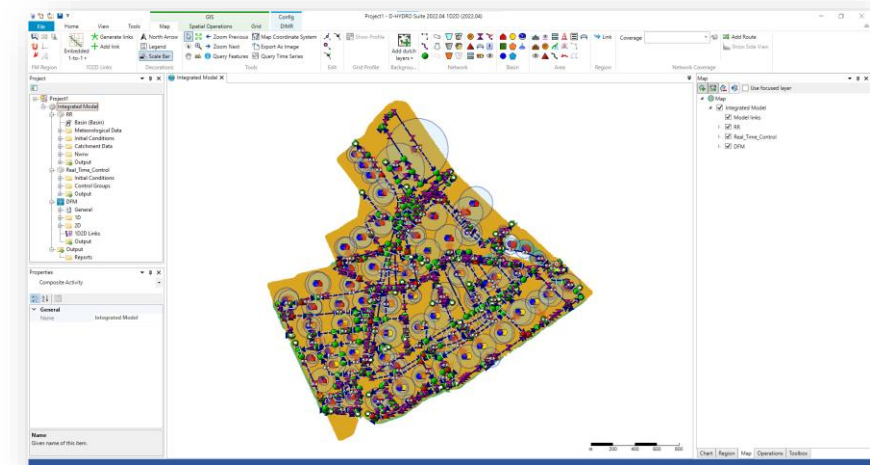 GIS Config Project1 - D-HYDRO Suite 2022.04 1D2D (2022.04)
File Home View Tools Map Spatial Operations Grid DIMR
Embedded 1-to-1
Generate links
Add link
North Arrow
Legend
Scale Bar
Zoom Previous
Zoom Next
Query Features
Map Coordinate System
Export As Image
Query Time Series
Show Profile
Add dutch layers
Link
Coverage
Add Route
Show Side View
FM Region 1D2D Links Decorations Tools Edit Grid Profile Backgrou... Network Basin Area Region Network Coverage
Project
Project1
Integrated Model
RR
Basin (Basin)
Meteorological Data
Initial Conditions
Catchment Data
Nwrw
Output
Real_Time_Control
Initial Conditions
Control Groups
Output
DFM
General
1D
2D
1D2D Links
Output
Output
Reports
Properties
Composite Activity
General
Name Integrated Model
Name
Given name of this item.
Integrated Model
200 400 600 800
Map
Use focused layer
Map
Integrated Model
Model links
RR
Real_Time_Control
DFM
Chart Region Map Operations Toolbox